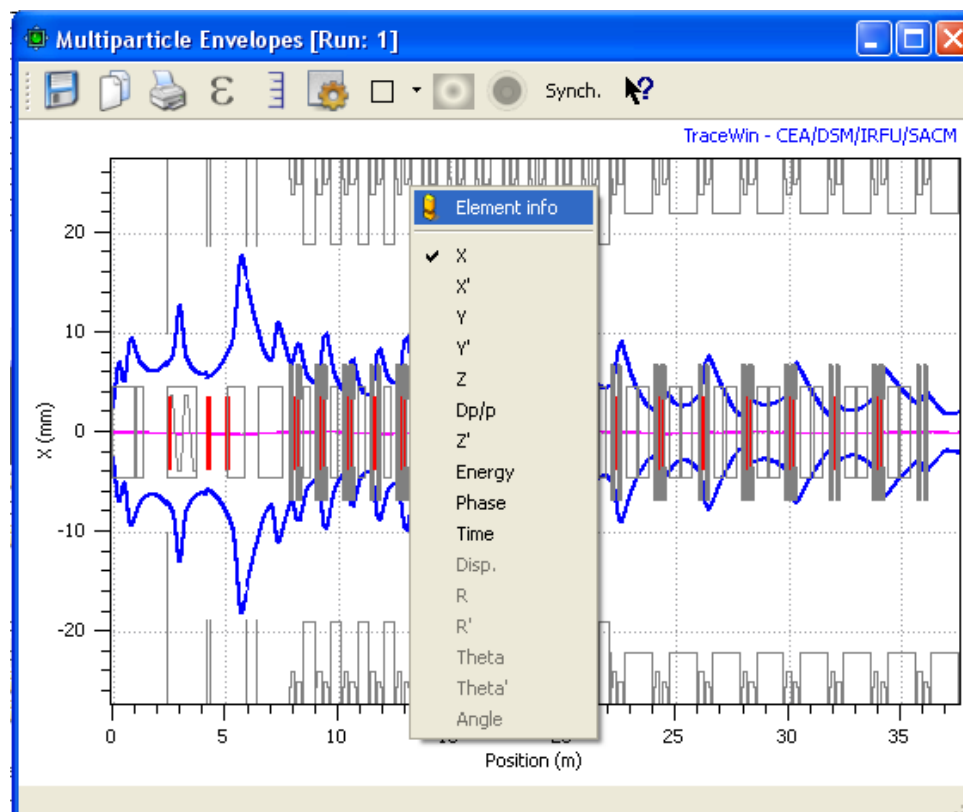 Multiparticle Envelopes [Run: 1]
ε Synch. ?
TraceWin - CEA/DSM/IRFU/SACM
Element info
X
X'
Y
Y'
Z
Dp/p
Z'
Energy
Phase
Time
Disp.
R
R'
Theta
Theta'
Angle
X (mm)
20
10
0
-10
-20
0 5 10 25 30 35
Position (m)